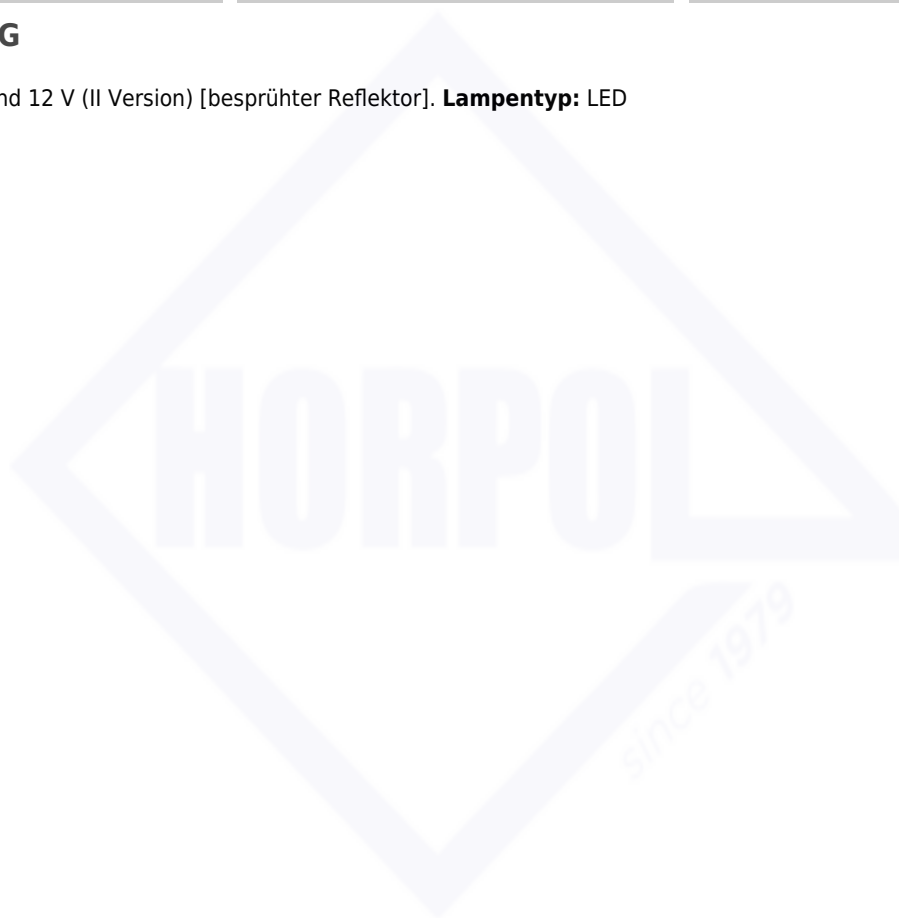 G
nd 12 V (II Version) [besprühter Reflektor]. Lampentyp: LED
HORPOL
since 1979